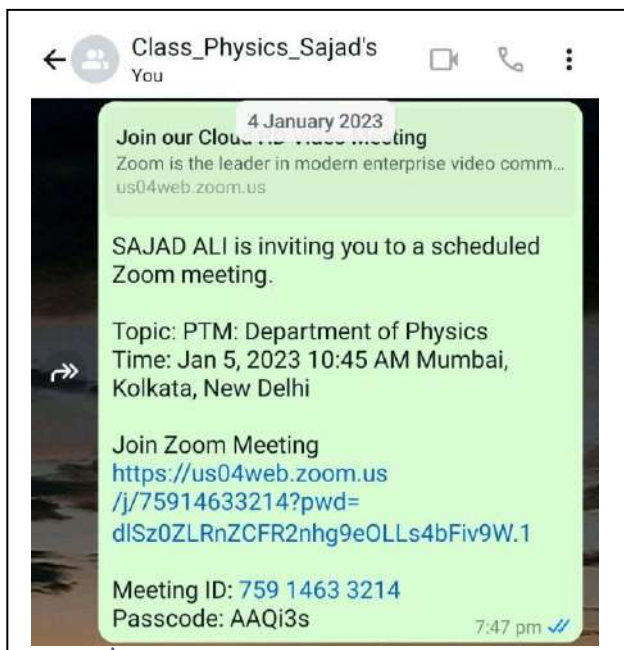 Class_Physics_Sajad's
You
4 January 2023
Join our Cloud HD Video Meeting
Zoom is the leader in modern enterprise video comm...
us04web.zoom.us
SAJAD ALI is inviting you to a scheduled
Zoom meeting.
Topic: PTM: Department of Physics
Time: Jan 5, 2023 10:45 AM Mumbai,
Kolkata, New Delhi
Join Zoom Meeting
https://us04web.zoom.us
/j/75914633214?pwd=
dlSz0ZLRnZCFR2nhg9eOLLs4bFiv9W.1
Meeting ID: 759 1463 3214
Passcode: AAQi3s
7:47 pm